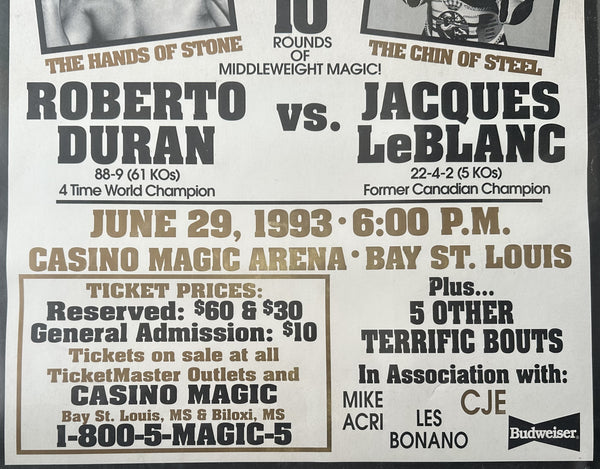 10
ROUNDS
OF
MIDDLEWEIGHT MAGIC!
THE HANDS OF STONE
THE CHIN OF STEEL
ROBERTO
DURAN
88-9 (61 KOs)
4 Time World Champion
vs.
JACQUES
LeBLANC
22-4-2 (5 KOs)
Former Canadian Champion
JUNE 29, 1993 · 6:00 P.M.
CASINO MAGIC ARENA · BAY ST. LOUIS
TICKET PRICES:
Reserved: $60 & $30
General Admission: $10
Tickets on sale at all
TicketMaster Outlets and
CASINO MAGIC
Bay St. Louis, MS & Biloxi, MS
1-800-5-MAGIC-5
Plus...
5 OTHER
TERRIFIC BOUTS
In Association with:
MIKE
ACRI
LES
BONANO
CJE
Budweiser